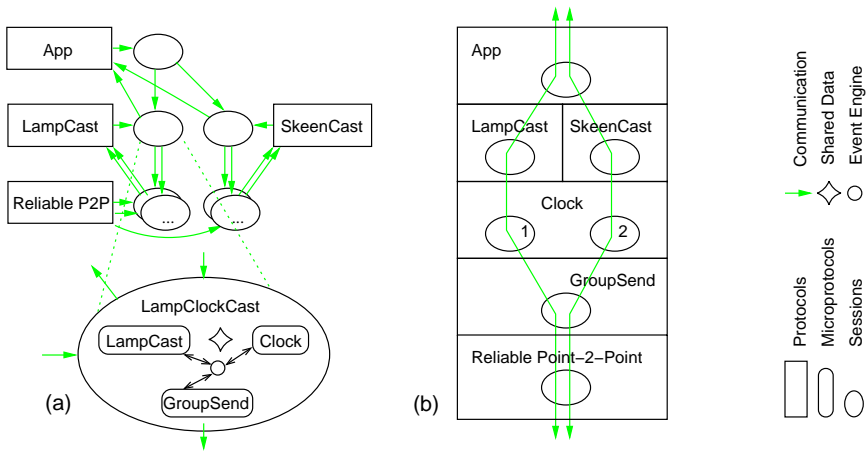 App
LampCast
SkeenCast
Reliable P2P
...
...
LampClockCast
LampCast
Clock
GroupSend
(a)
App
LampCast
SkeenCast
Clock
1
2
GroupSend
Reliable Point-2-Point
(b)
Communication
Shared Data
Event Engine
Protocols
Microprotocols
Sessions